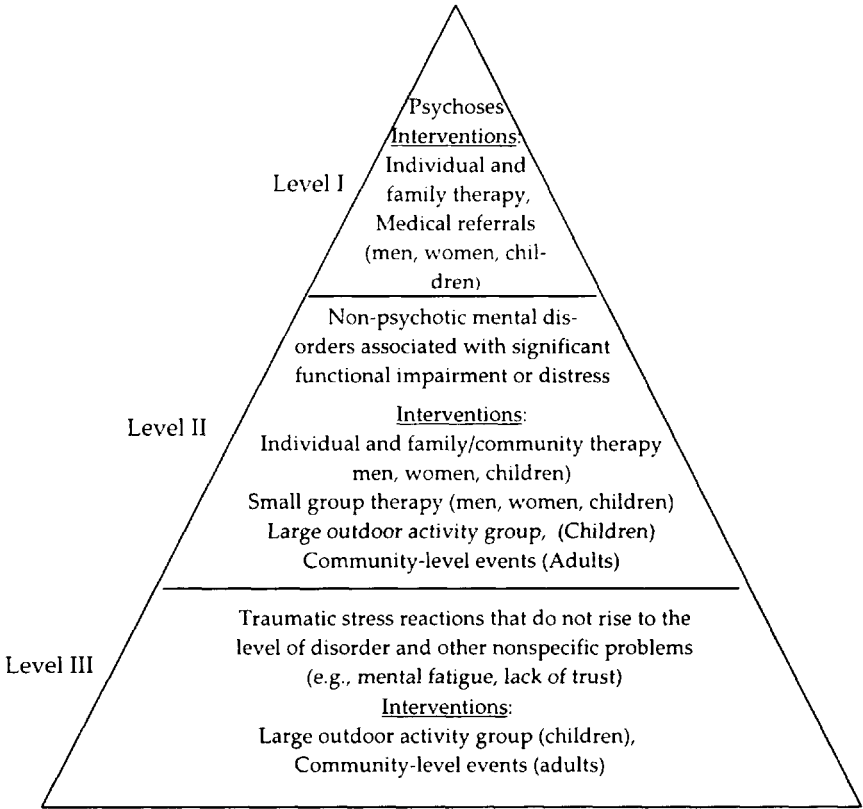 Psychoses
Interventions:
Level I
Individual and
family therapy,
Medical referrals
(men, women, chil-
dren)
Non-psychotic mental dis-
orders associated with significant
functional impairment or distress
Level II
Interventions:
Individual and family/community therapy
men, women, children)
Small group therapy (men, women, children)
Large outdoor activity group, (Children)
Community-level events (Adults)
Level III
Traumatic stress reactions that do not rise to the
level of disorder and other nonspecific problems
(e.g., mental fatigue, lack of trust)
Interventions:
Large outdoor activity group (children),
Community-level events (adults)